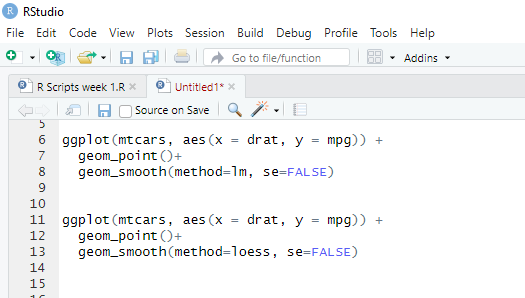 RStudio
File Edit Code View Plots Session Build Debug Profile Tools Help
Go to file/function Addins
R Scripts week 1.R Untitled1*
Source on Save
5
6 ggplot(mtcars, aes(x = drat, y = mpg)) +
7   geom_point()+
8   geom_smooth(method=lm, se=FALSE)
9
10
11 ggplot(mtcars, aes(x = drat, y = mpg)) +
12   geom_point()+
13   geom_smooth(method=loess, se=FALSE)
14
15